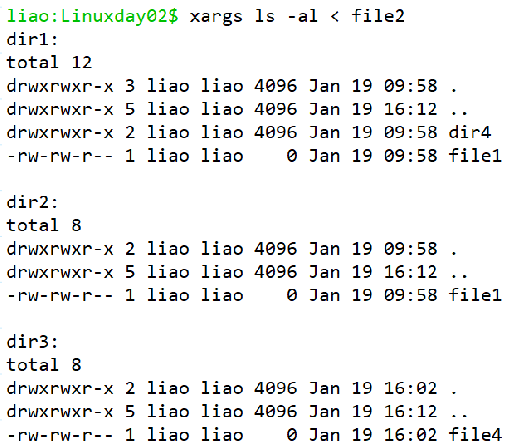 liao:Linuxday02$ xargs ls -al < file2
dir1:
total 12
drwxrwxr-x 3 liao liao 4096 Jan 19 09:58 .
drwxrwxr-x 5 liao liao 4096 Jan 19 16:12 ..
drwxrwxr-x 2 liao liao 4096 Jan 19 09:58 dir4
-rw-rw-r-- 1 liao liao    0 Jan 19 09:58 file1

dir2:
total 8
drwxrwxr-x 2 liao liao 4096 Jan 19 09:58 .
drwxrwxr-x 5 liao liao 4096 Jan 19 16:12 ..
-rw-rw-r-- 1 liao liao    0 Jan 19 09:58 file1

dir3:
total 8
drwxrwxr-x 2 liao liao 4096 Jan 19 16:02 .
drwxrwxr-x 5 liao liao 4096 Jan 19 16:12 ..
-rw-rw-r-- 1 liao liao    0 Jan 19 16:02 file4